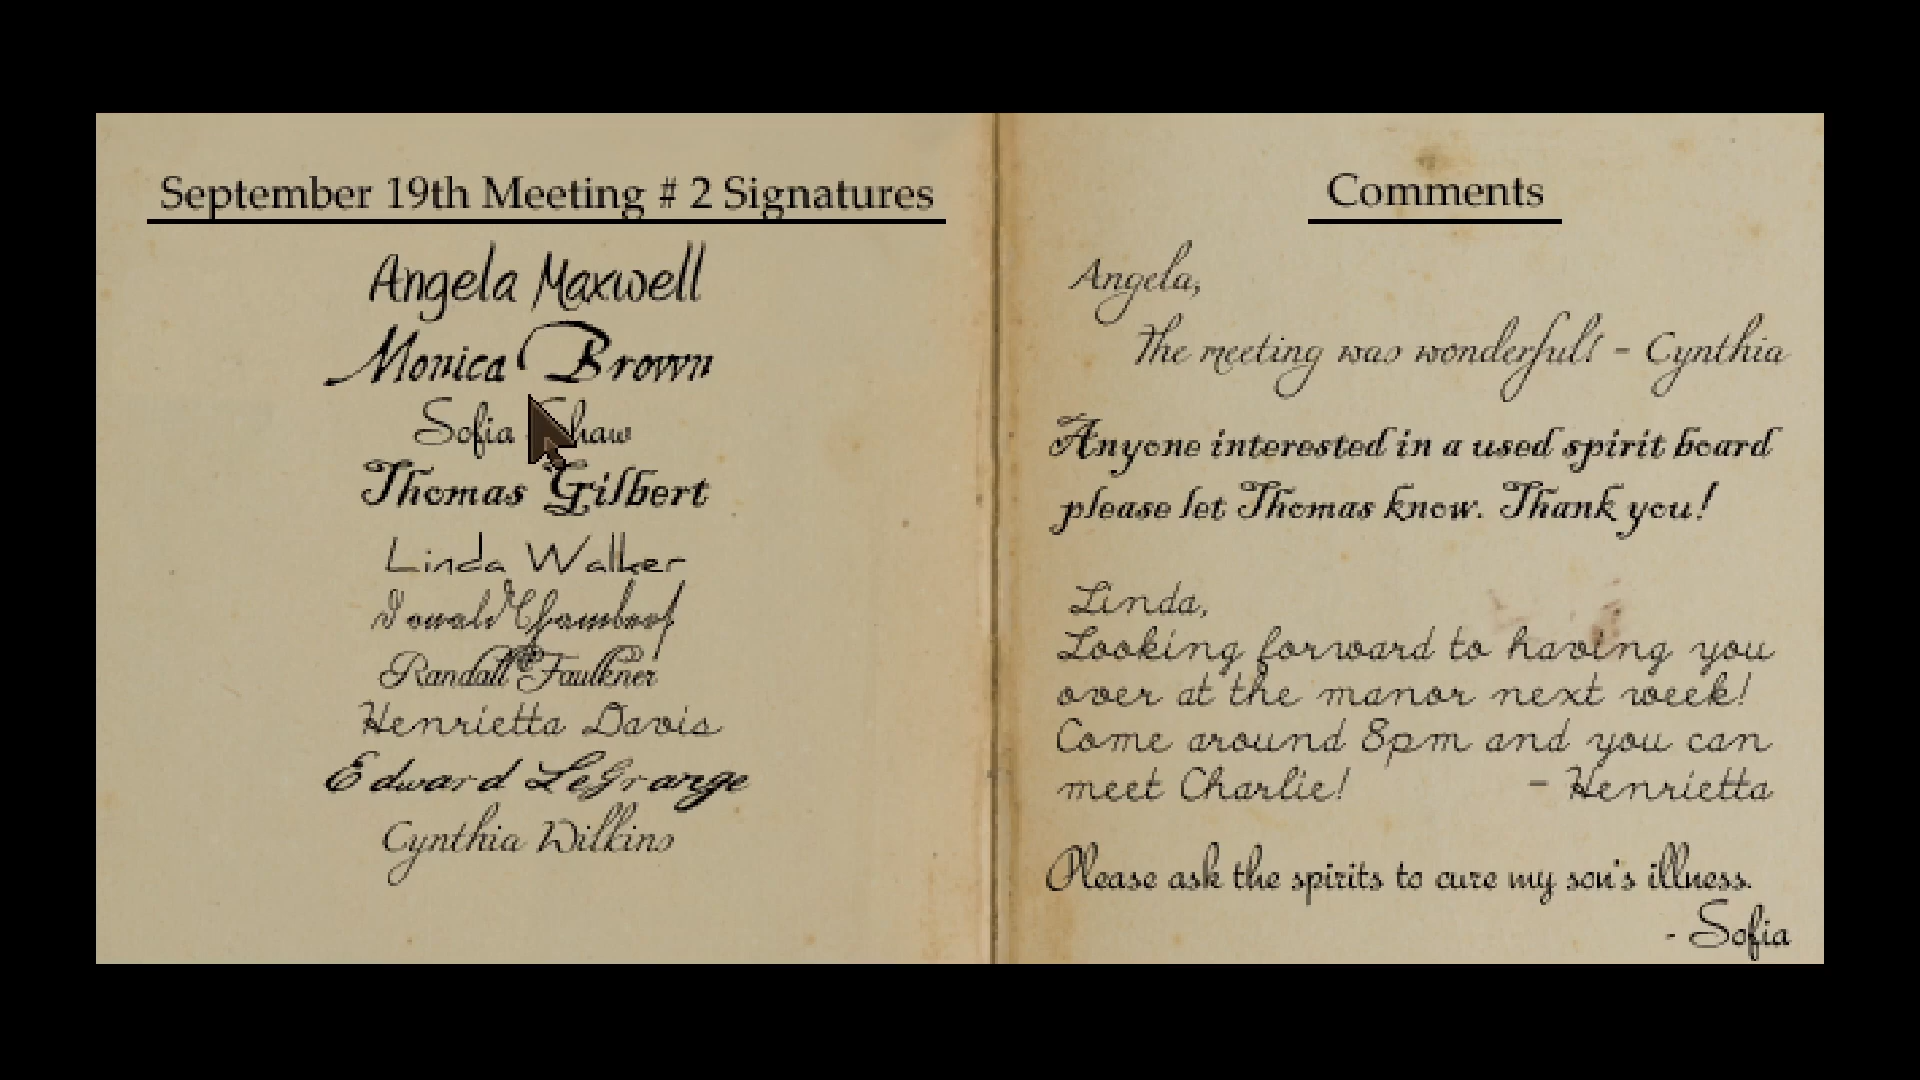 September 19th Meeting # 2 Signatures
Angela Maxwell
Monica Brown
Sofia Shaw
Thomas Gilbert
Linda Walker
Donald
Randall Faulkner
Henrietta Davis
Edward LeGrange
Cynthia Wilkins
Comments
Angela,
The meeting was wonderful! - Cynthia
Anyone interested in a used spirit board
please let Thomas know. Thank you!
Linda,
Looking forward to having you
over at the manor next week!
Come around 8pm and you can
meet Charlie! - Henrietta
Please ask the spirits to cure my son's illness.
- Sofia